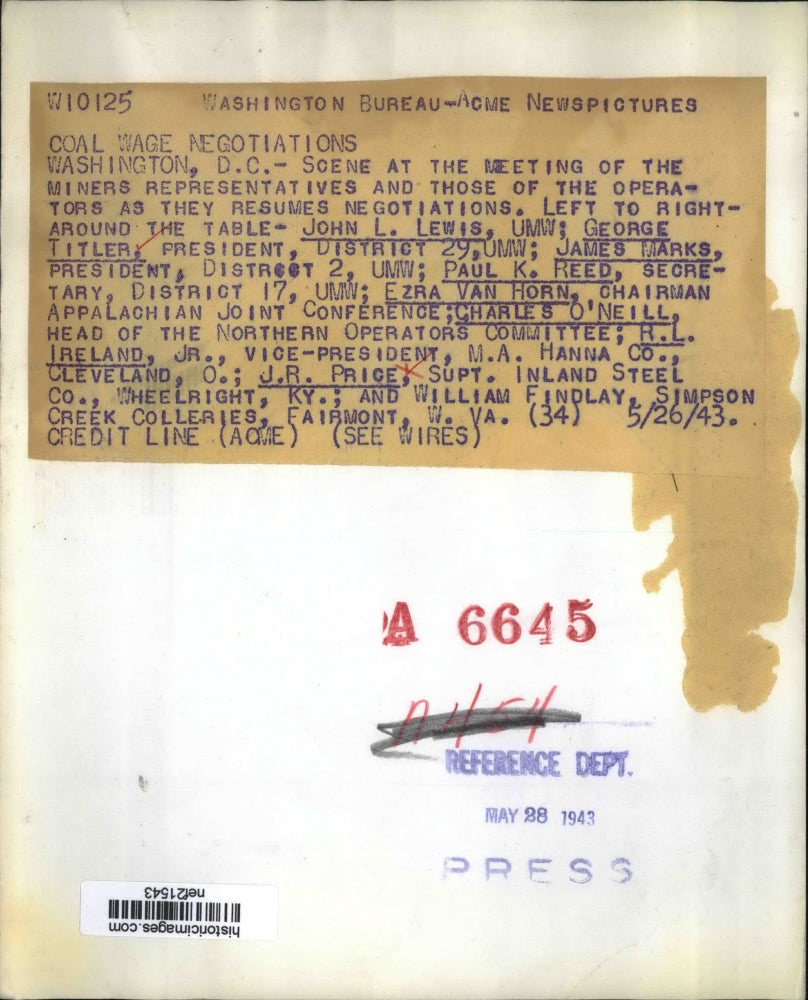 W10125 WASHINGTON BUREAU-ACME NEWSPICTURES
COAL WAGE NEGOTIATIONS
WASHINGTON, D.C.- SCENE AT THE MEETING OF THE
MINERS REPRESENTATIVES AND THOSE OF THE OPERA-
TORS AS THEY RESUMES NEGOTIATIONS. LEFT TO RIGHT-
AROUND THE TABLE- JOHN L. LEWIS, UMW; GEORGE
TITLER, PRESIDENT, DISTRICT 29, UMW; JAMES MARKS,
PRESIDENT, DISTRCT 2, UMW; PAUL K. REED, SECRE-
TARY, DISTRICT 17, UMW; EZRA VAN HORN, CHAIRMAN
APPALACHIAN JOINT CONFERENCE; CHARLES O'NEILL,
HEAD OF THE NORTHERN OPERATORS COMMITTEE; R.L.
IRELAND, JR., VICE-PRESIDENT, M.A. HANNA CO.,
CLEVELAND, O.; J.R. PRICE, SUPT. INLAND STEEL
CO., WHEELRIGHT, KY.; AND WILLIAM FINDLAY, SIMPSON
CREEK COLLERIES, FAIRMONT, W. VA. (34) 5/26/43.
CREDIT LINE (ACME) (SEE WIRES)
A 6645
n454
REFERENCE DEPT.
MAY 28 1943
PRESS
historicimages.com
nef21543